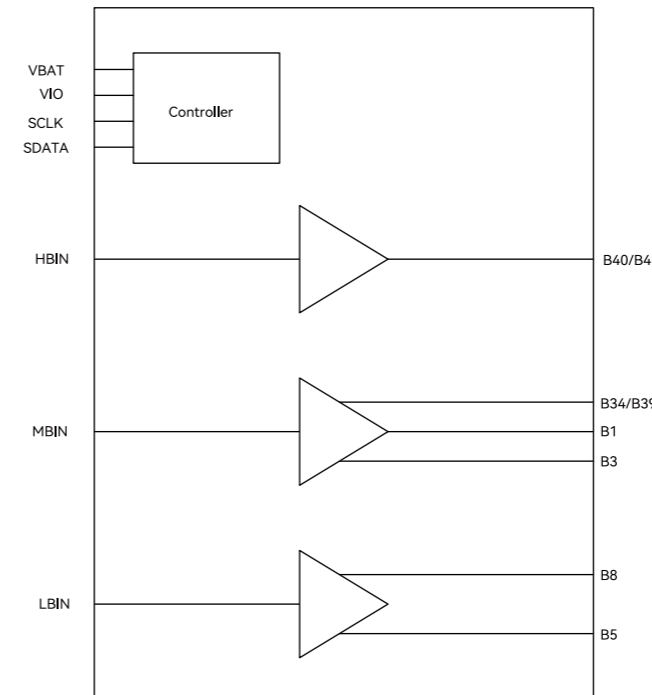 VBAT
VIO
SCLK
SDATA
Controller
HBIN
B40/B4
MBIN
B34/B39
B1
B3
LBIN
B8
B5